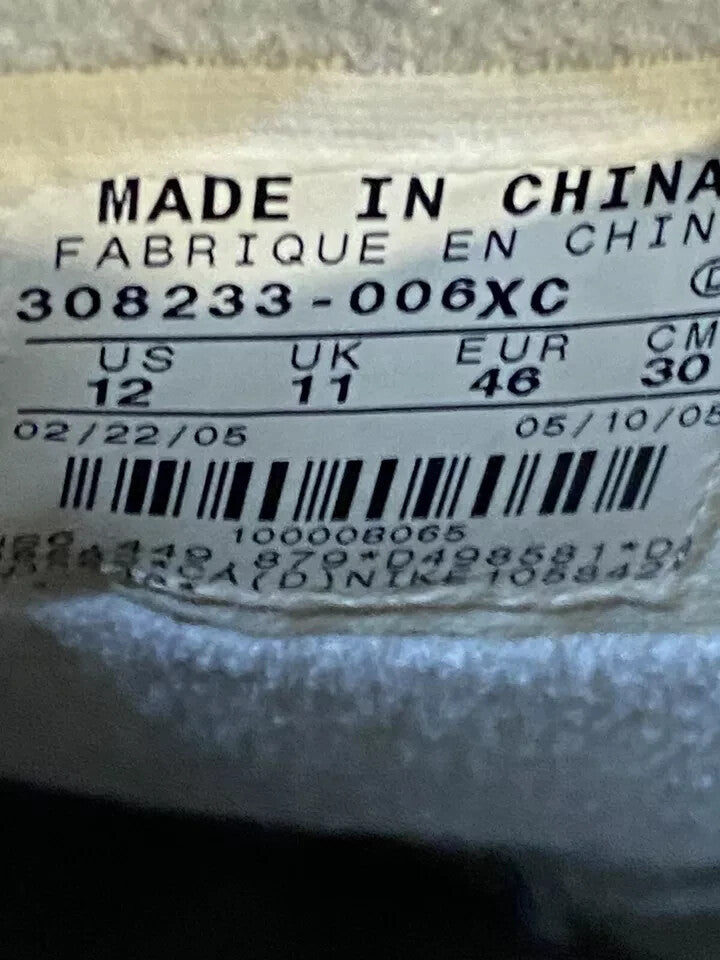 MADE IN CHINA
FABRIQUE EN CHIN
308233-006XC
US UK EUR CM
12 11 46 30
02/22/05 05/10/05
100008065